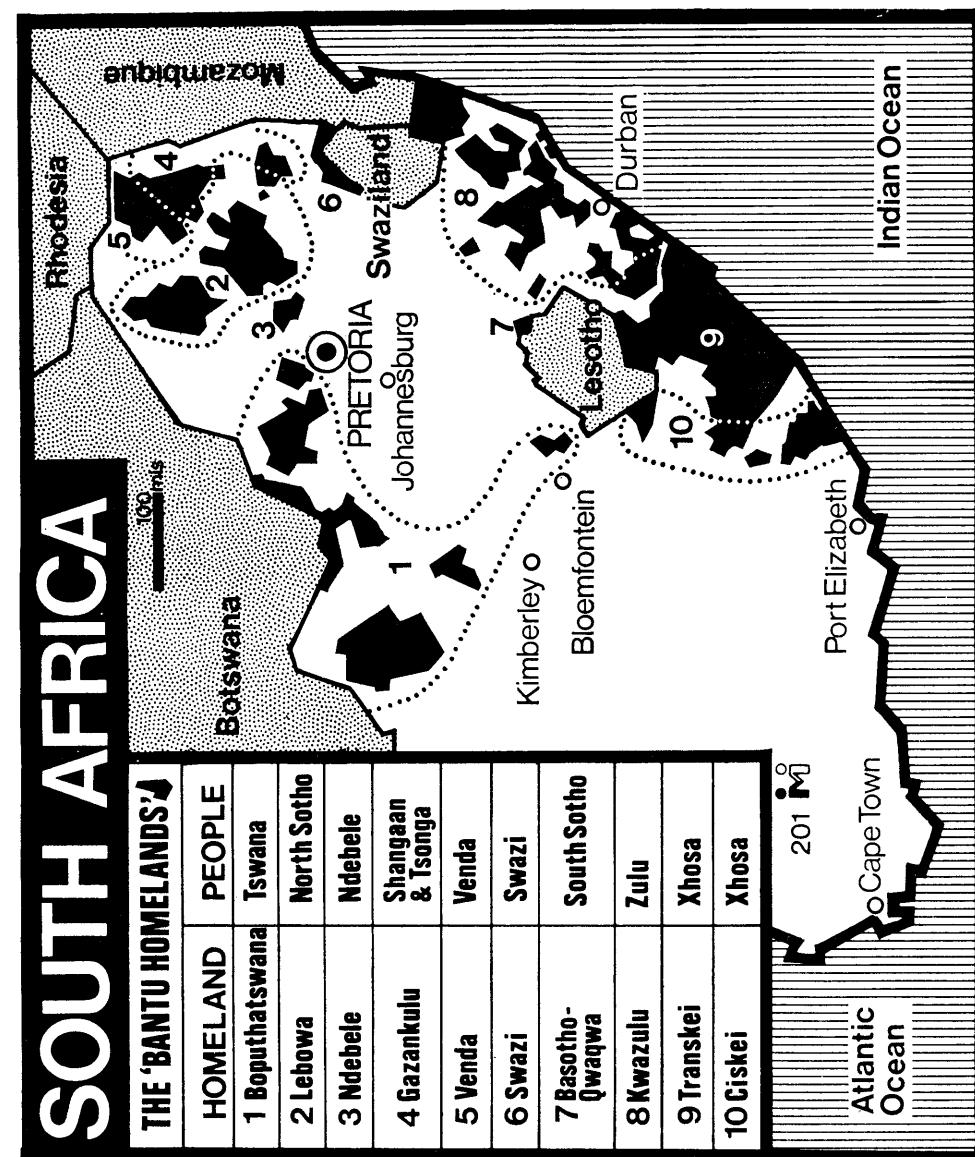 SOUTH AFRICA
THE 'BANTU HOMELANDS'
HOMELAND PEOPLE
1 Boputhatswana Tswana
2 Lebowa North Sotho
3 Ndebele Ndebele
4 Gazankulu Shangaan
& Tsonga
5 Venda Venda
6 Swazi Swazi
7 Basotho-
Qwaqwa South Sotho
8 Kwazulu Zulu
9 Transkei Xhosa
10 Ciskei Xhosa
100 mls
Rhodesia
Mozambique
Botswana
5
4
2
3
6
Swaziland
PRETORIA
Johannesburg
1
8
7
Lesotho
Durban
Kimberley
Bloemfontein
9
10
Port Elizabeth
201 M
Cape Town
Atlantic
Ocean
Indian Ocean